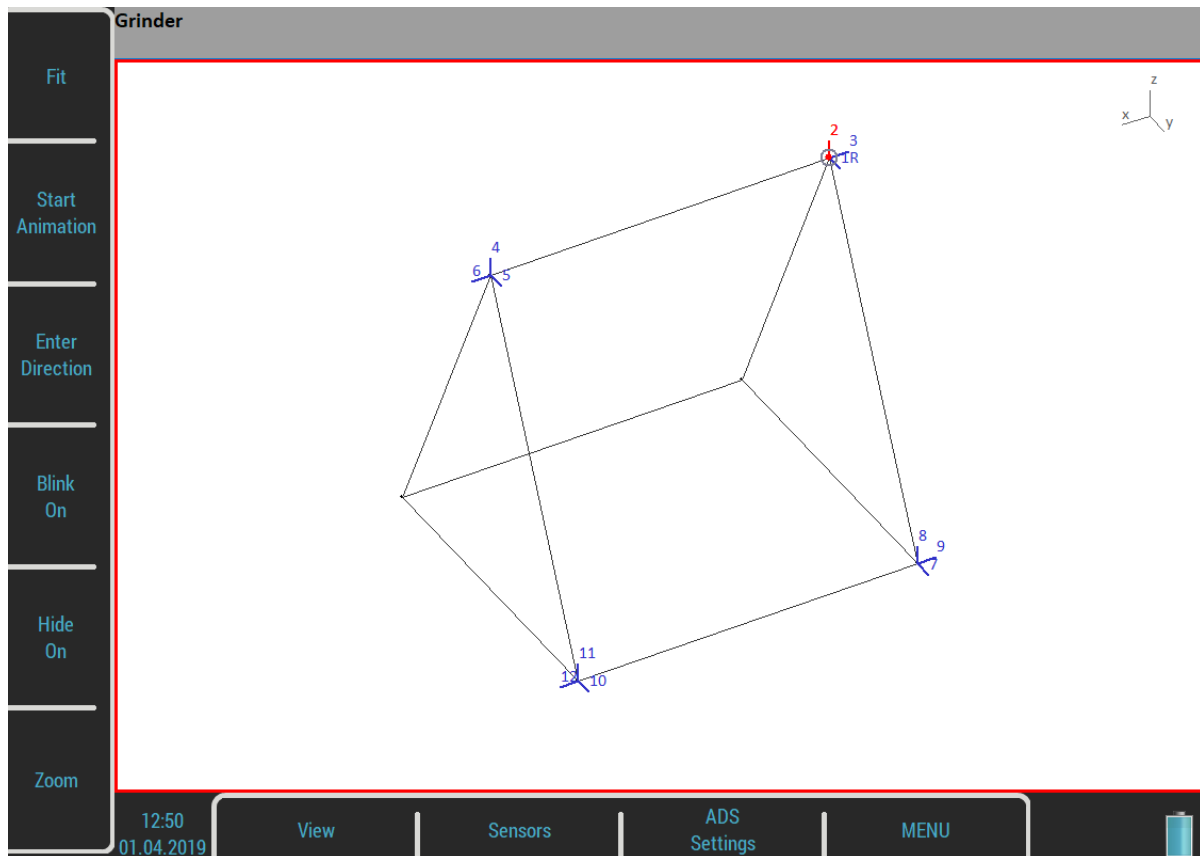 Grinder
Fit
Start
Animation
Enter
Direction
Blink
On
Hide
On
Zoom
z
x
y
2
3
1R
4
6
5
8
9
7
11
12
10
12:50
01.04.2019
View
Sensors
ADS
Settings
MENU